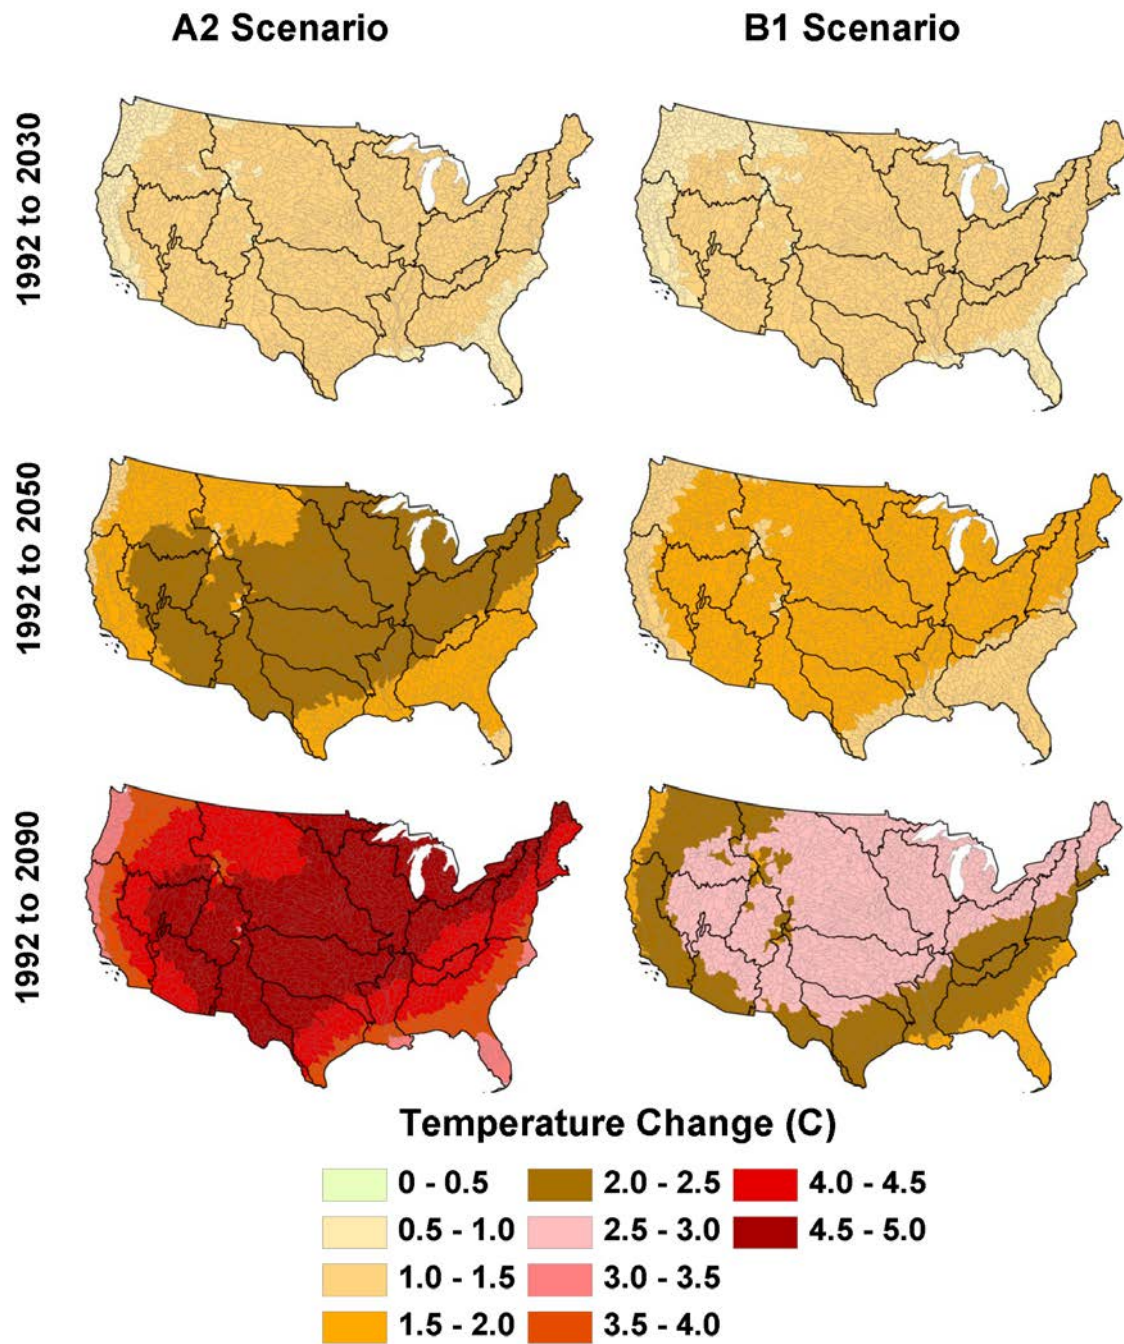 A2 Scenario
B1 Scenario
1992 to 2030
1992 to 2050
1992 to 2090
Temperature Change (C)
0 - 0.5
0.5 - 1.0
1.0 - 1.5
1.5 - 2.0
2.0 - 2.5
2.5 - 3.0
3.0 - 3.5
3.5 - 4.0
4.0 - 4.5
4.5 - 5.0